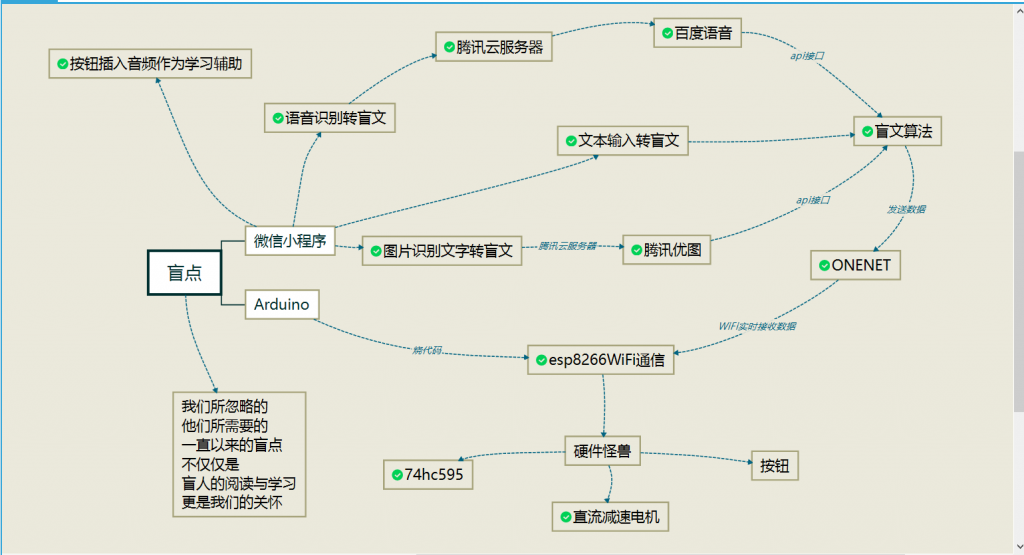 百度语音
腾讯云服务器
api接口
按钮插入音频作为学习辅助
语音识别转盲文
盲文算法
文本输入转盲文
api接口
发送数据
微信小程序
图片识别文字转盲文
腾讯云服务器
腾讯优图
盲点
ONENET
Arduino
WiFi实时接收数据
烧代码
esp8266WiFi通信
我们所忽略的
他们所需要的
一直以来的盲点
不仅仅是
盲人的阅读与学习
更是我们的关怀
硬件怪兽
按钮
74hc595
直流减速电机